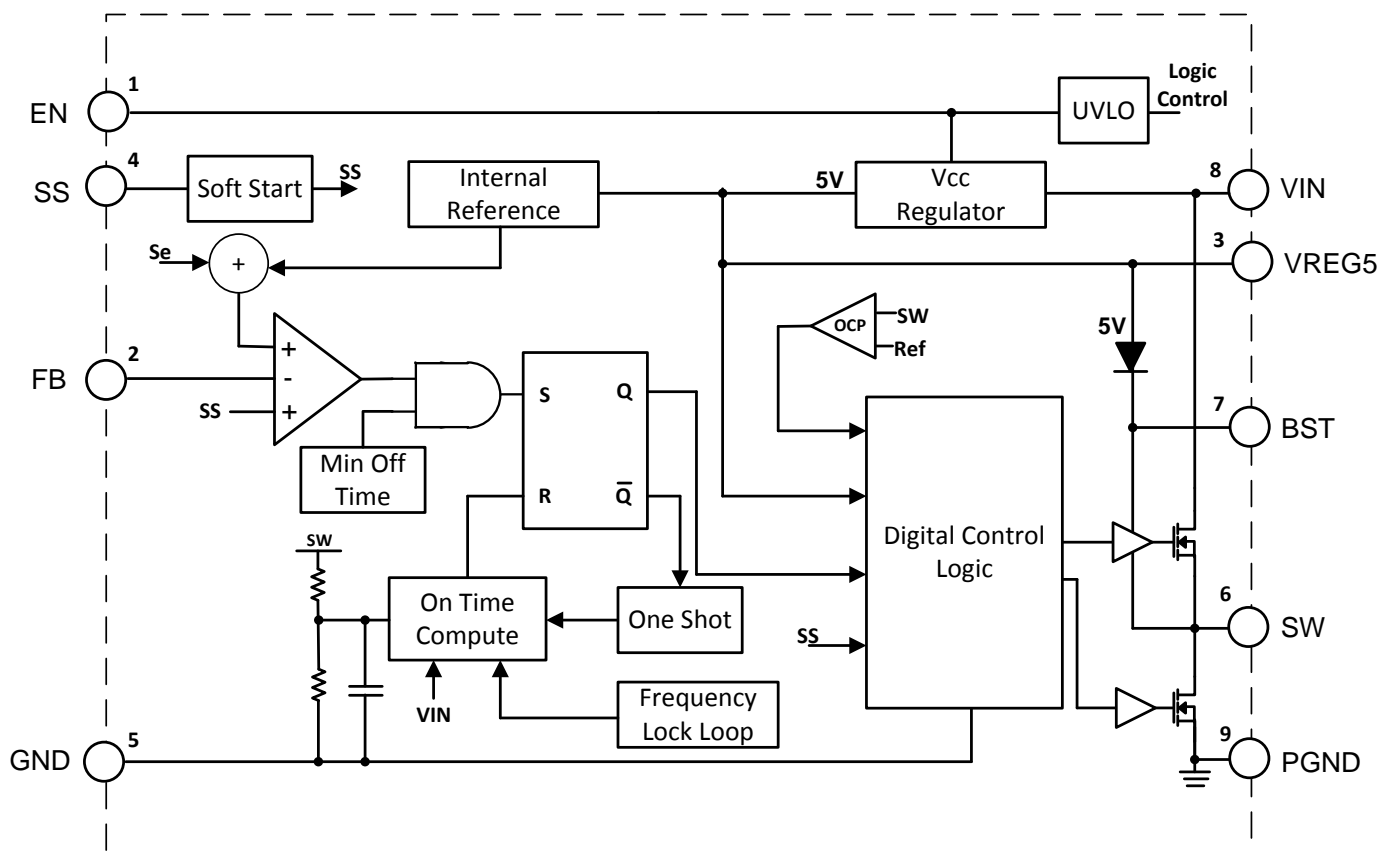 1
EN
UVLO
Logic
Control
4
SS
Soft Start
SS
Internal
Reference
5V
Vcc
Regulator
8
VIN
Se
+
3
VREG5
OCP
SW
Ref
5V
2
FB
+
-
+
SS
S
Q
R
Q̅
7
BST
Min Off
Time
Digital Control
Logic
SW
On Time
Compute
One Shot
SS
6
SW
VIN
Frequency
Lock Loop
5
GND
9
PGND